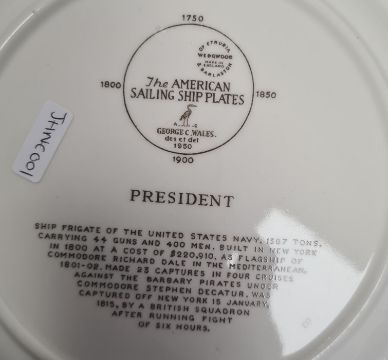 1750
OF ETRURIA
WEDGWOOD
MADE IN
ENGLAND
& BARLASTON
The AMERICAN
SAILING SHIP PLATES
1800
1850
GEORGE C. WALES.
des et del
1950
1900
JHNC001
PRESIDENT
SHIP FRIGATE OF THE UNITED STATES NAVY. 1567 TONS,
CARRYING 44 GUNS AND 400 MEN. BUILT IN NEW YORK
IN 1800 AT A COST OF $220,910. AS FLAGSHIP OF
COMMODORE RICHARD DALE IN THE MEDITERRANEAN,
1801-02. MADE 23 CAPTURES IN FOUR CRUISES
AGAINST THE BARBARY PIRATES UNDER
COMMODORE STEPHEN DECATUR. WAS
CAPTURED OFF NEW YORK 15 JANUARY,
1815, BY A BRITISH SQUADRON
AFTER RUNNING FIGHT
OF SIX HOURS.